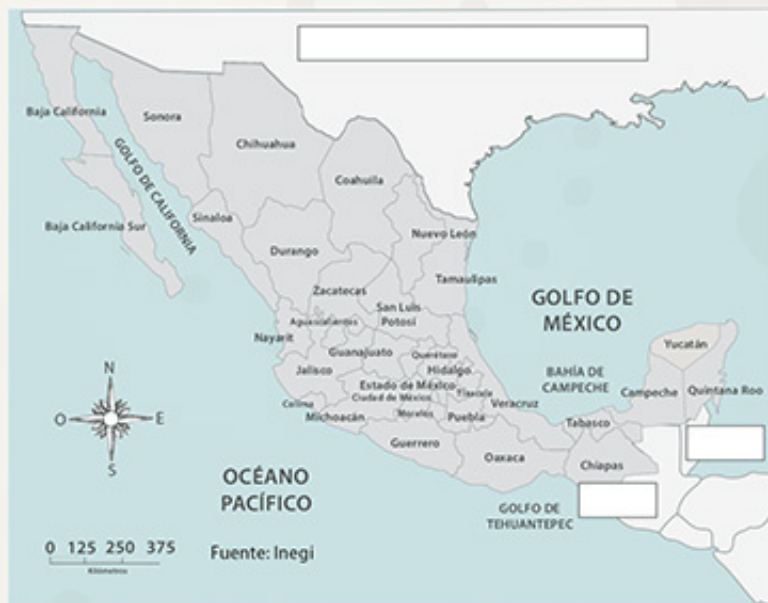 Baja California
Sonora
Chihuahua
Coahuila
GOLFO DE CALIFORNIA
Sinaloa
Baja California Sur
Nuevo León
Durango
Tamaulipas
Zacatecas
GOLFO DE
MÉXICO
San Luis
Potosí
Aguascalientes
Nayarit
Yucatán
Guanajuato
Querétaro
Jalisco
Hidalgo
BAHÍA DE
CAMPECHE
Estado de México
Tlaxcala
Campeche
Quintana Roo
Ciudad de México
Colima
Veracruz
Michoacán
Morelos
Puebla
Tabasco
Guerrero
Oaxaca
Chiapas
N
O
E
S
OCÉANO
PACÍFICO
GOLFO DE
TEHUANTEPEC
0 125 250 375
Kilómetros
Fuente: Inegi